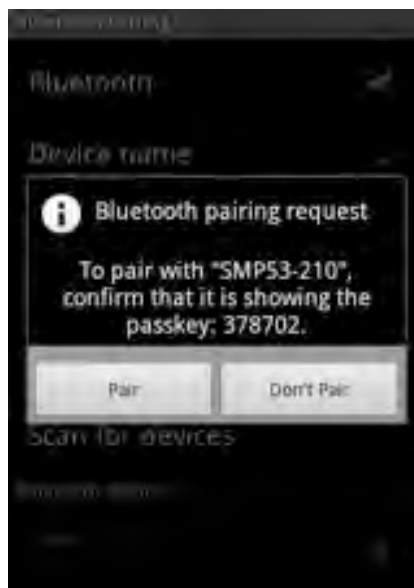 Bluetooth
Device name
Bluetooth pairing request
To pair with "SMP53-210",
confirm that it is showing the
passkey: 378702.
Pair
Don't Pair
Scan for devices